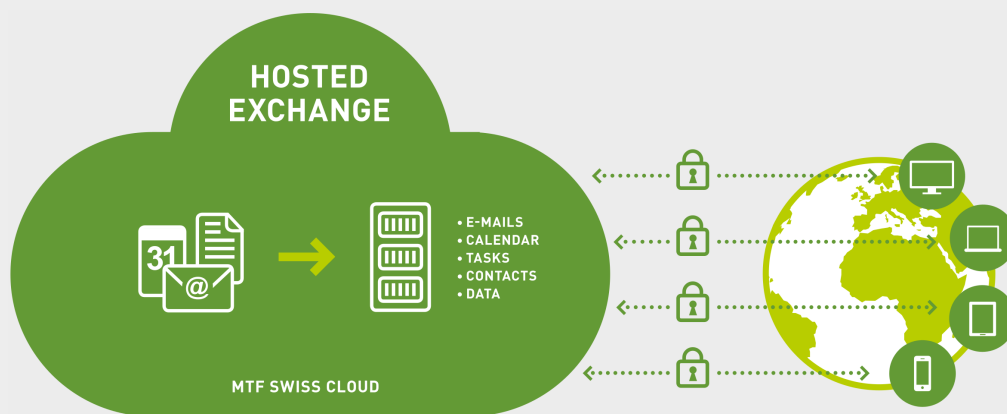 HOSTED
EXCHANGE
31
@
• E-MAILS
• CALENDAR
• TASKS
• CONTACTS
• DATA
MTF SWISS CLOUD